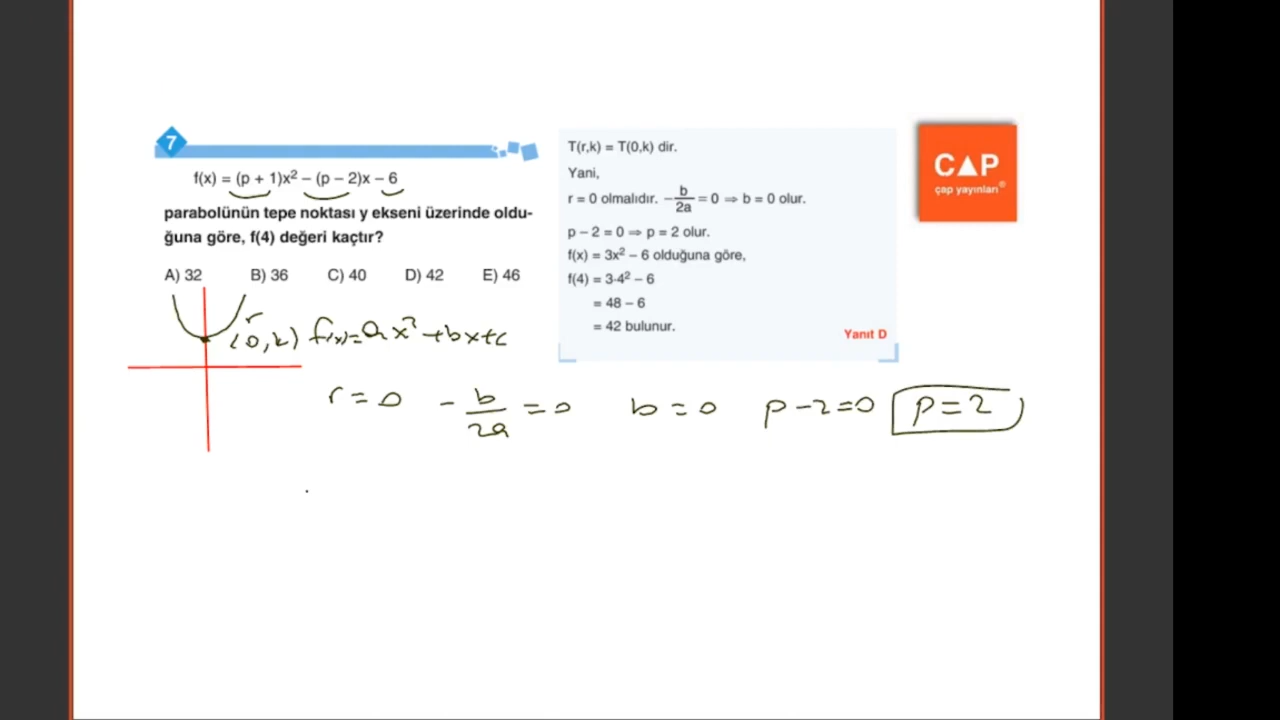 7
f(x) = (p + 1)x² – (p – 2)x – 6
parabolünün tepe noktası y ekseni üzerinde oldu-
ğuna göre, f(4) değeri kaçtır?
A) 32 B) 36 C) 40 D) 42 E) 46
T(r,k) = T(0,k) dir.
Yani,
r = 0 olmalıdır. –b/2a = 0 ⇒ b = 0 olur.
p – 2 = 0 ⇒ p = 2 olur.
f(x) = 3x² – 6 olduğuna göre,
f(4) = 3·4² – 6
= 48 – 6
= 42 bulunur.
Yanıt D
ÇAP
çap yayınları®
r
(0,k) f(x)=ax²+bx+c
r=0 -b/2a=0 b=0 p-2=0 p=2